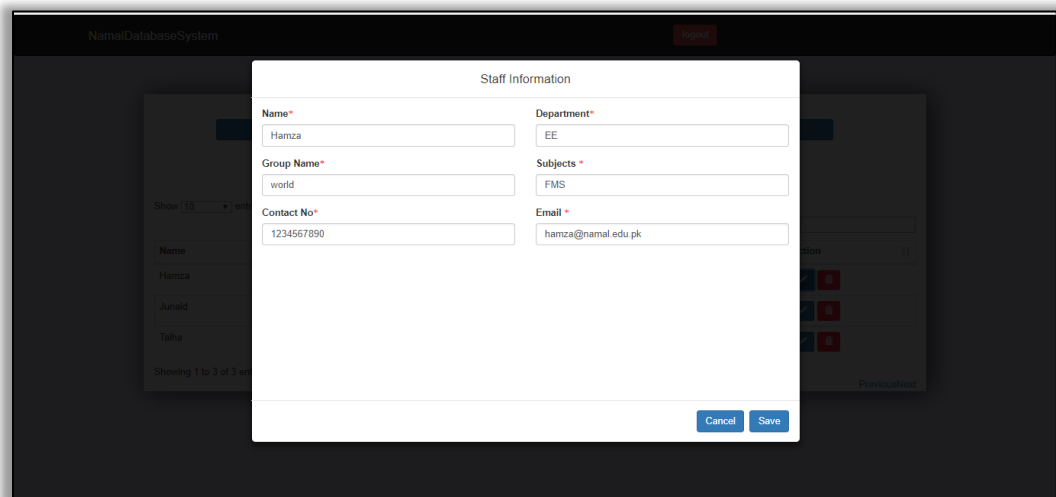 NamalDatabaseSystem logout
Staff Information
Name* Department*
Hamza EE
Group Name* Subjects *
world FMS
Contact No* Email *
1234567890 hamza@namal.edu.pk
Show 10
Name
Hamza
Junaid
Talha
Showing 1 to 3 of 3
PreviousNext
Cancel Save